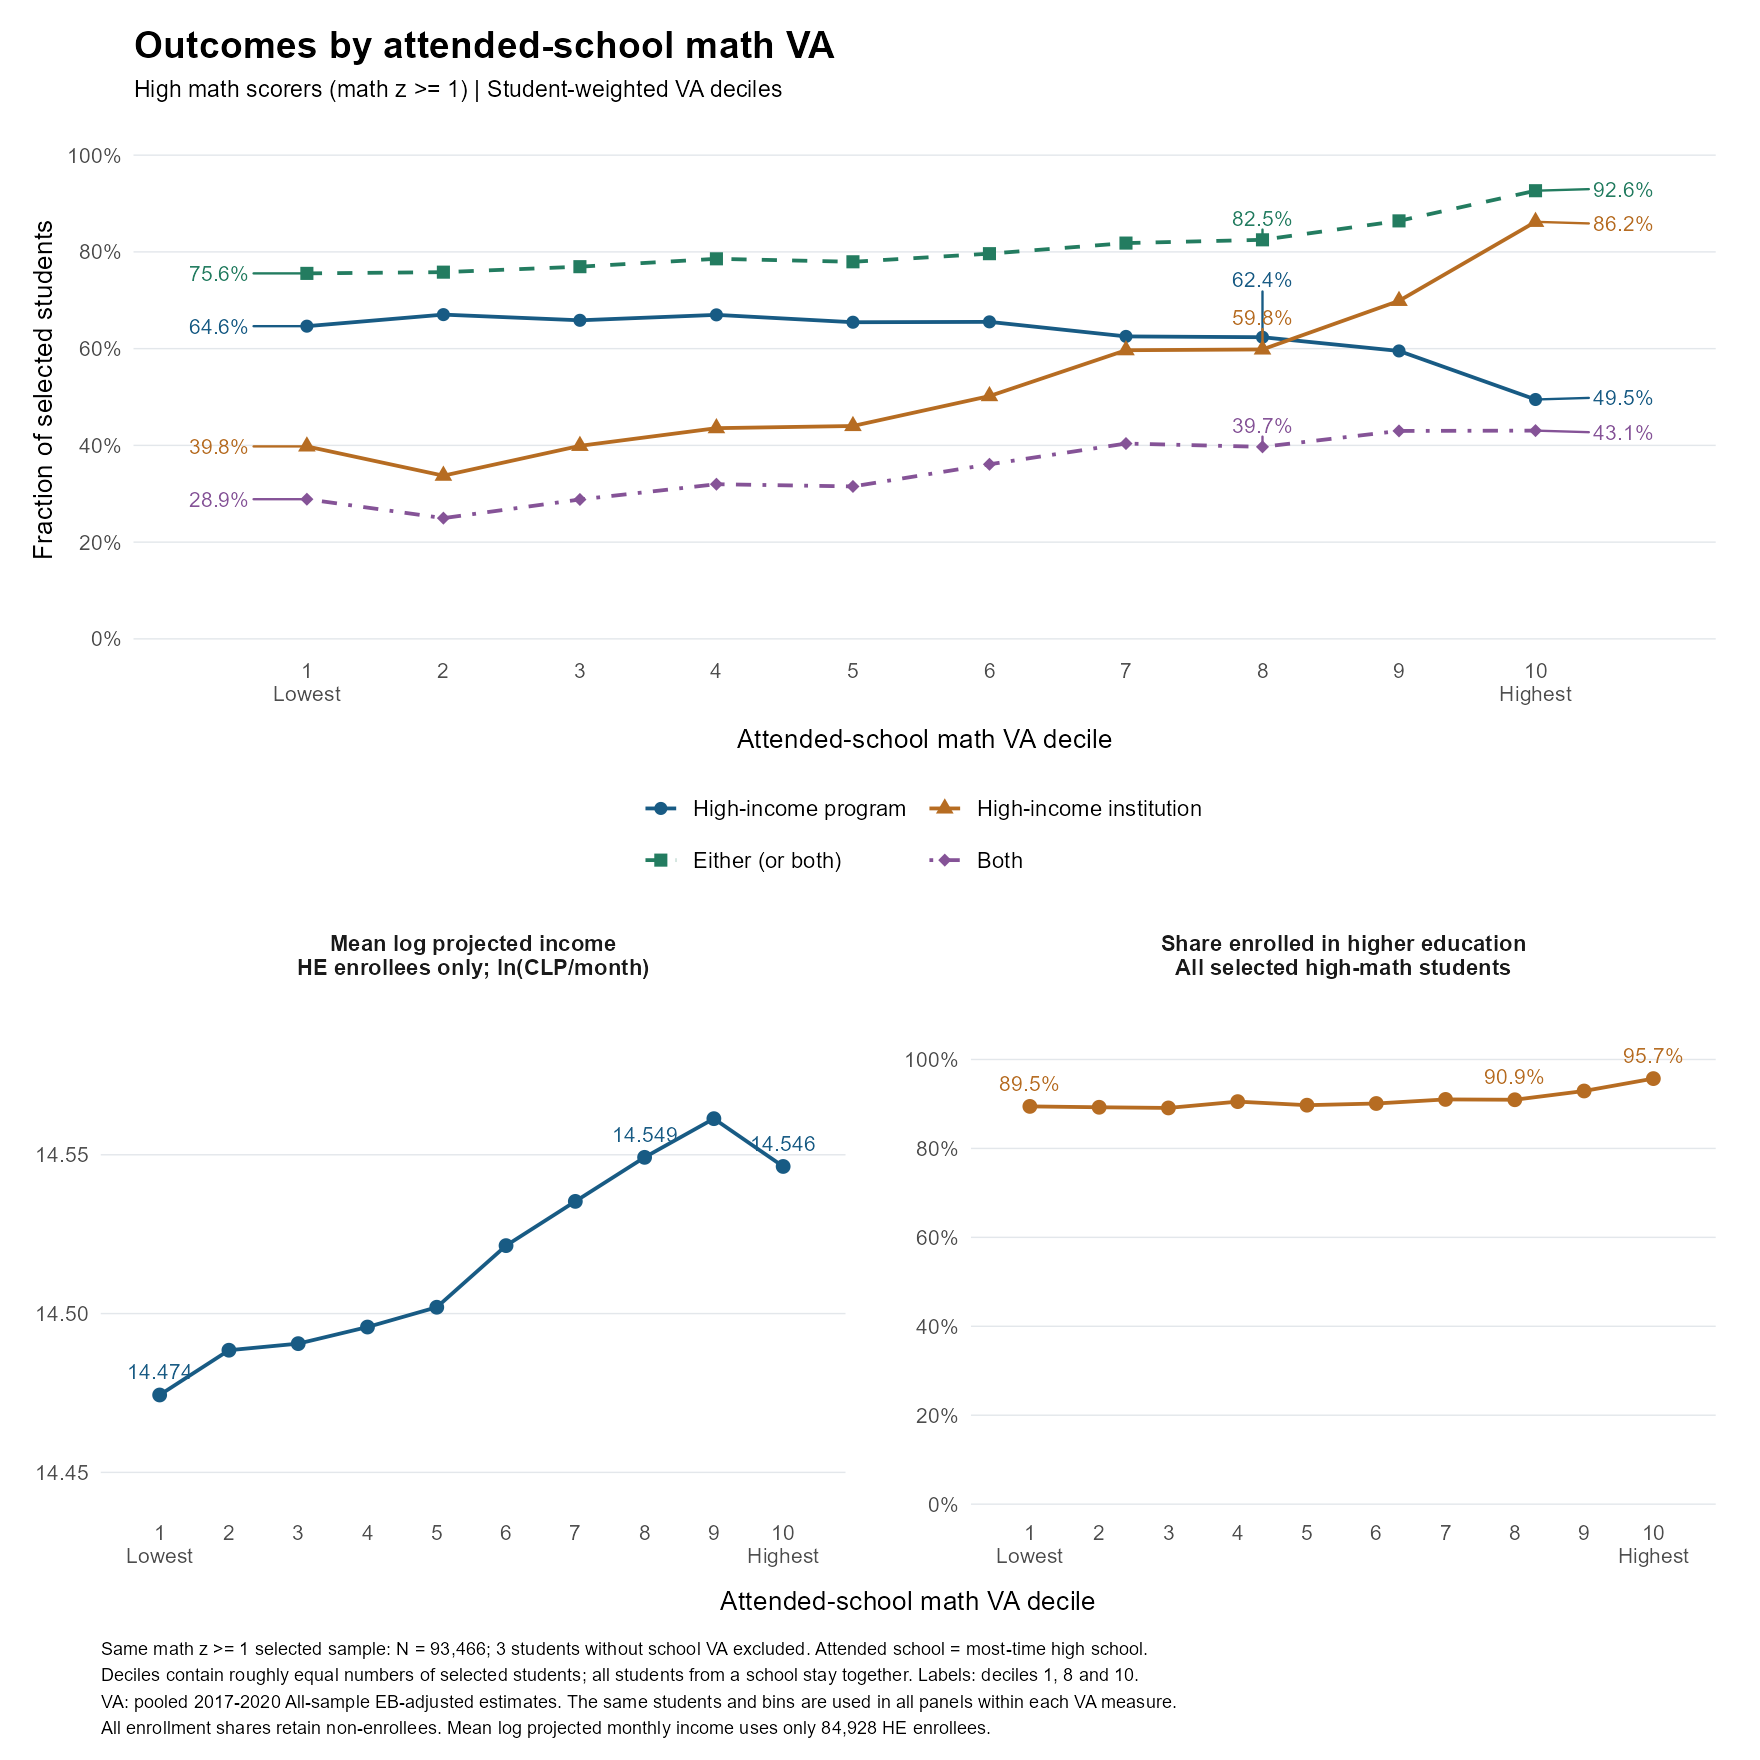 Outcomes by attended-school math VA
High math scorers (math z >= 1) | Student-weighted VA deciles
Fraction of selected students
100%
80%
60%
40%
20%
0%
75.6%
64.6%
39.8%
28.9%
82.5%
62.4%
59.8%
39.7%
92.6%
86.2%
49.5%
43.1%
1 2 3 4 5 6 7 8 9 10
Lowest Highest
Attended-school math VA decile
High-income program High-income institution
Either (or both) Both
Mean log projected income
HE enrollees only; ln(CLP/month)
14.55
14.50
14.45
14.474
14.549
14.546
1 2 3 4 5 6 7 8 9 10
Lowest Highest
Share enrolled in higher education
All selected high-math students
100%
80%
60%
40%
20%
0%
89.5%
90.9%
95.7%
1 2 3 4 5 6 7 8 9 10
Lowest Highest
Attended-school math VA decile
Same math z >= 1 selected sample: N = 93,466; 3 students without school VA excluded. Attended school = most-time high school.
Deciles contain roughly equal numbers of selected students; all students from a school stay together. Labels: deciles 1, 8 and 10.
VA: pooled 2017-2020 All-sample EB-adjusted estimates. The same students and bins are used in all panels within each VA measure.
All enrollment shares retain non-enrollees. Mean log projected monthly income uses only 84,928 HE enrollees.